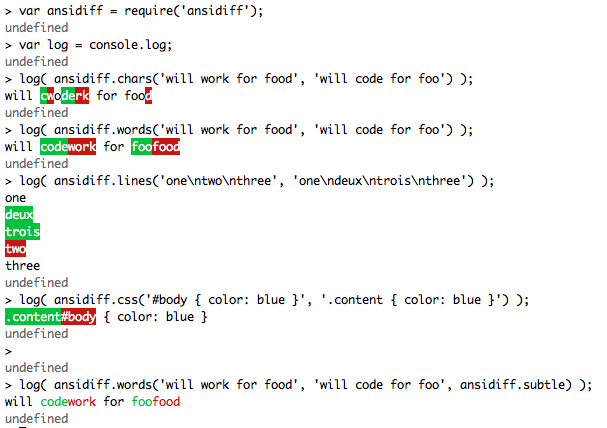 > var ansidiff = require('ansidiff');
undefined
> var log = console.log;
undefined
> log( ansidiff.chars('will work for food', 'will code for foo') );
will cwoderk for food
undefined
> log( ansidiff.words('will work for food', 'will code for foo') );
will codework for foofood
undefined
> log( ansidiff.lines('one\ntwo\nthree', 'one\ndeux\ntrois\nthree') );
one
deux
trois
two
three
undefined
> log( ansidiff.css('#body { color: blue }', '.content { color: blue }') );
.content#body { color: blue }
undefined
>
undefined
> log( ansidiff.words('will work for food', 'will code for foo', ansidiff.subtle) );
will codework for foofood
undefined